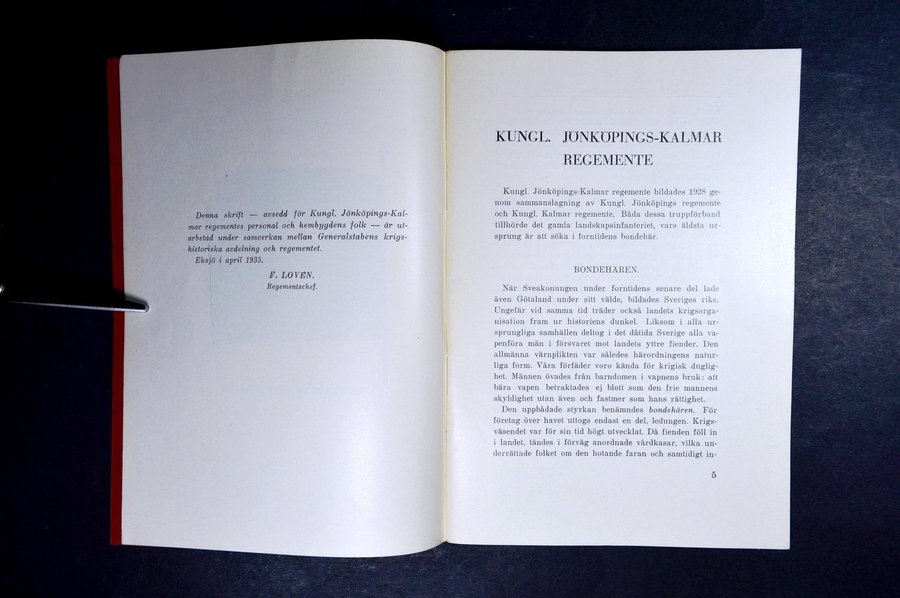 Denna skrift — avsedd för Kungl. Jönköpings-Kal-
mar regementes personal och hembygdens folk — är ut-
arbetad under samverkan mellan Generalstabens krigs-
historiska avdelning och regementet.
Eksjö i april 1935.
F. LOVÉN.
Regementschef.
KUNGL. JÖNKÖPINGS-KALMAR
REGEMENTE
Kungl. Jönköpings-Kalmar regemente bildades 1928 ge-
nom sammanslagning av Kungl. Jönköpings regemente
och Kungl. Kalmar regemente. Båda dessa truppförband
tillhörde det gamla landskapsinfanteriet, vars äldsta ur-
sprung är att söka i forntidens bondehär.
BONDEHÄREN.
När Sveakonungen under forntidens senare del lade
även Götaland under sitt välde, bildades Sveriges rike.
Ungefär vid samma tid träder också landets krigsorga-
nisation fram ur historiens dunkel. Liksom i alla ur-
sprungliga samhällen deltog i det dåtida Sverige alla va-
penföra män i försvaret mot landets yttre fiender. Den
allmänna värnplikten var således härordningens natur-
liga form. Våra förfäder voro kända för krigisk duglig-
het. Männen övades från barndomen i vapnens bruk: att
bära vapen betraktades ej blott som den frie mannens
skyldighet utan även och fastmer som hans rättighet.
Den uppbådade styrkan benämndes bondehären. För
företag över havet uttogs endast en del, ledungen. Krigs-
väsendet var för sin tid högt utvecklat. Då fienden föll in
i landet, tändes i förväg anordnade vårdkasar, vilka un-
derrättade folket om den hotande faran och samtidigt in-
5